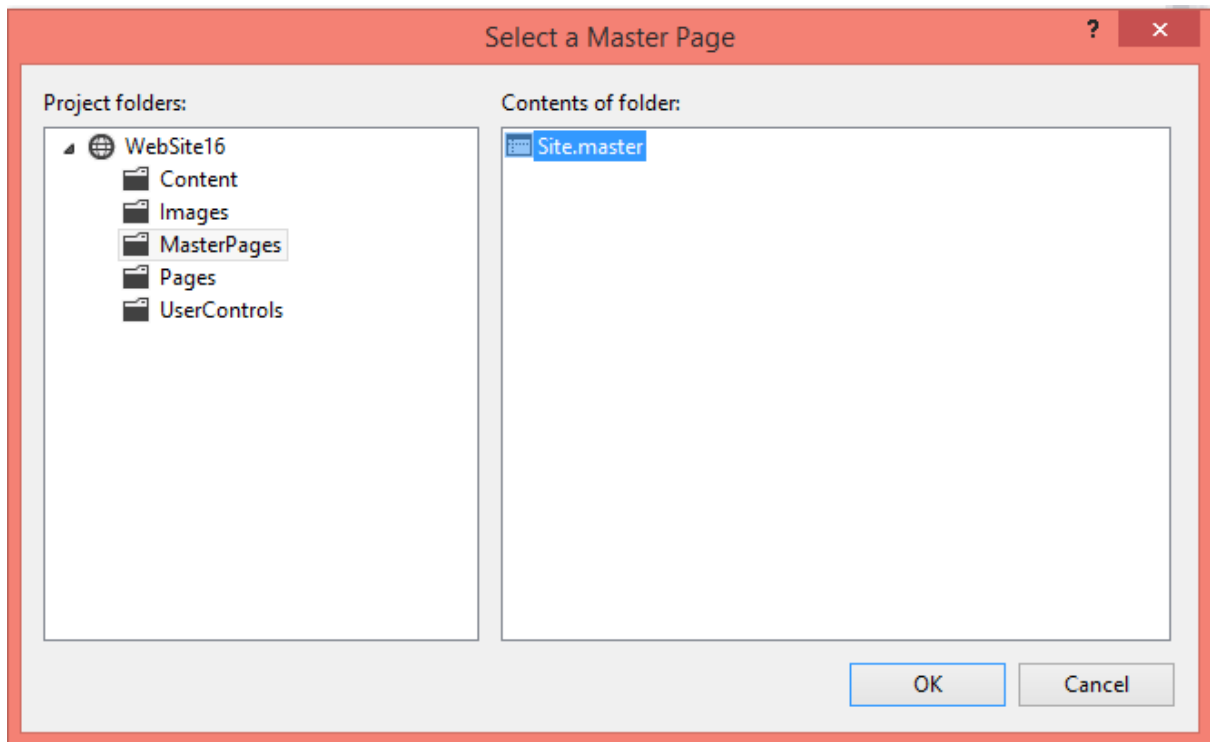 Select a Master Page
?
Project folders:
Contents of folder:
WebSite16
Content
Images
MasterPages
Pages
UserControls
Site.master
OK
Cancel